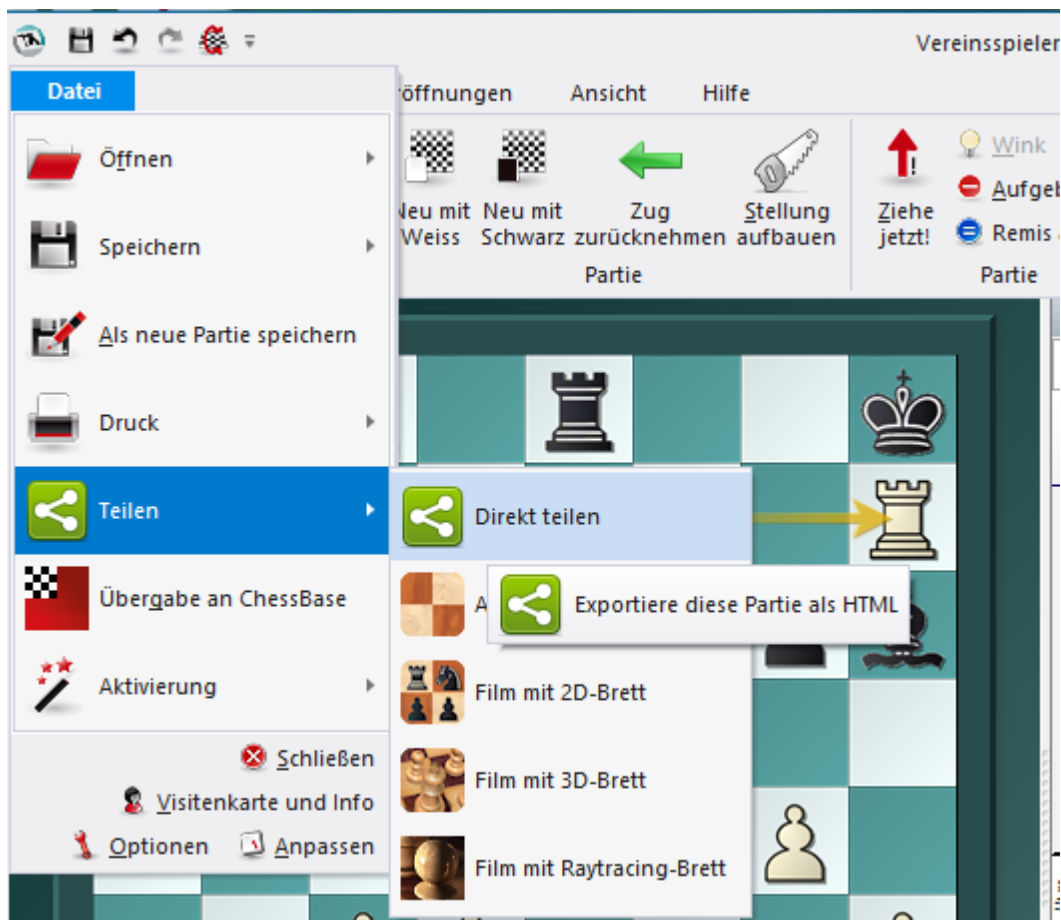 Vereinsspieler
Datei
röffnungen
Ansicht
Hilfe
Öffnen
Speichern
Als neue Partie speichern
Druck
Teilen
Übergabe an ChessBase
Aktivierung
Schließen
Visitenkarte und Info
Optionen
Anpassen
Neu mit
Weiss
Neu mit
Schwarz
Zug
zurücknehmen
Stellung
aufbauen
Partie
Ziehe
jetzt!
Wink
Aufgeb
Remis
Partie
Direkt teilen
Exportiere diese Partie als HTML
Film mit 2D-Brett
Film mit 3D-Brett
Film mit Raytracing-Brett